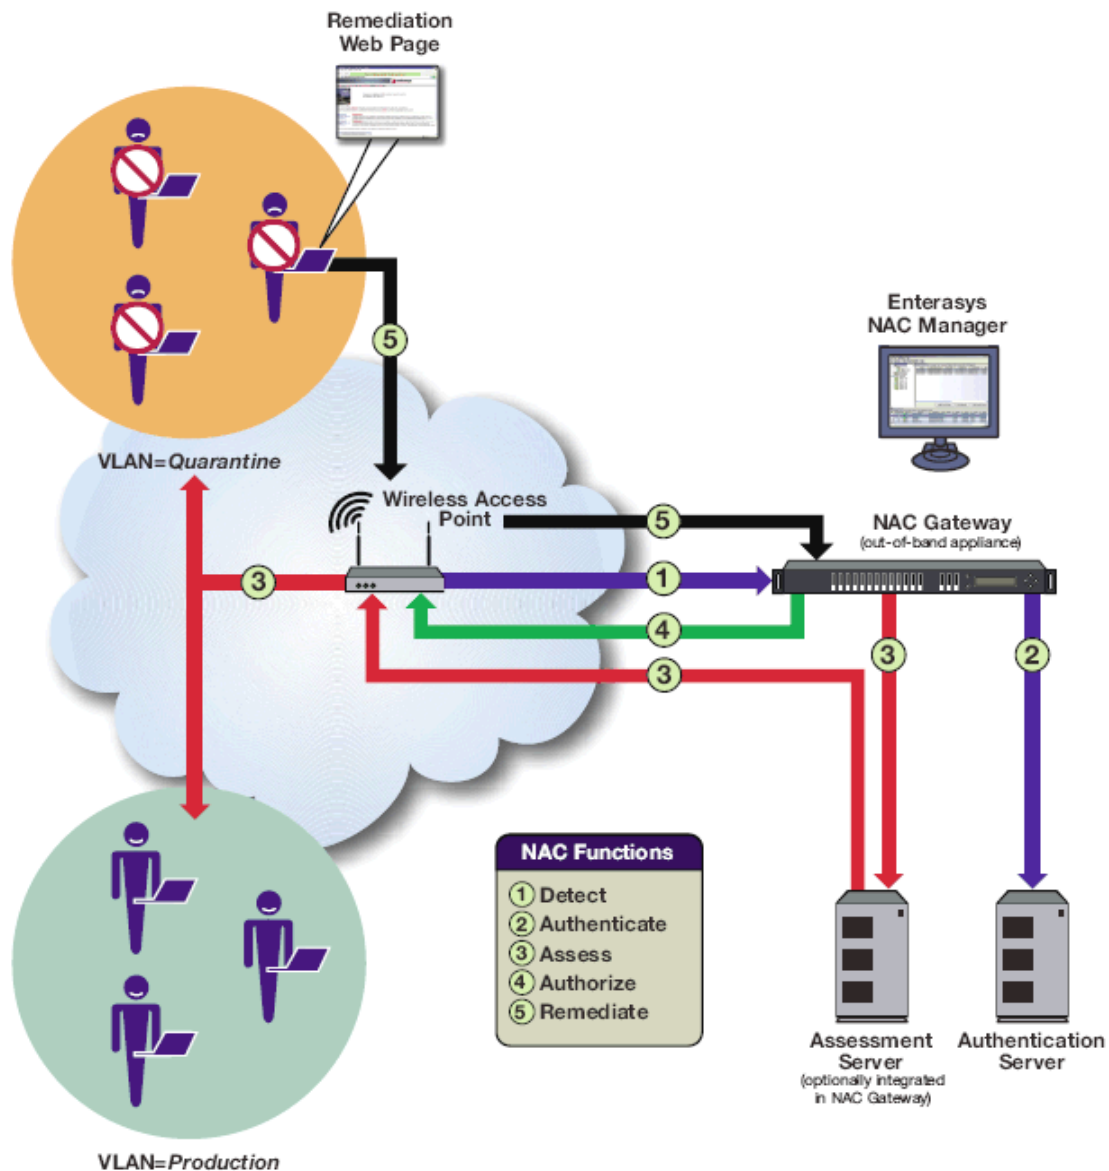 Remediation
Web Page
5
Enterasys
NAC Manager
VLAN=Quarantine
Wireless Access
Point
5
NAC Gateway
(out-of-band appliance)
3
1
4
3
3
2
NAC Functions
1 Detect
2 Authenticate
3 Assess
4 Authorize
5 Remediate
Assessment
Server
(optionally integrated
in NAC Gateway)
Authentication
Server
VLAN=Production